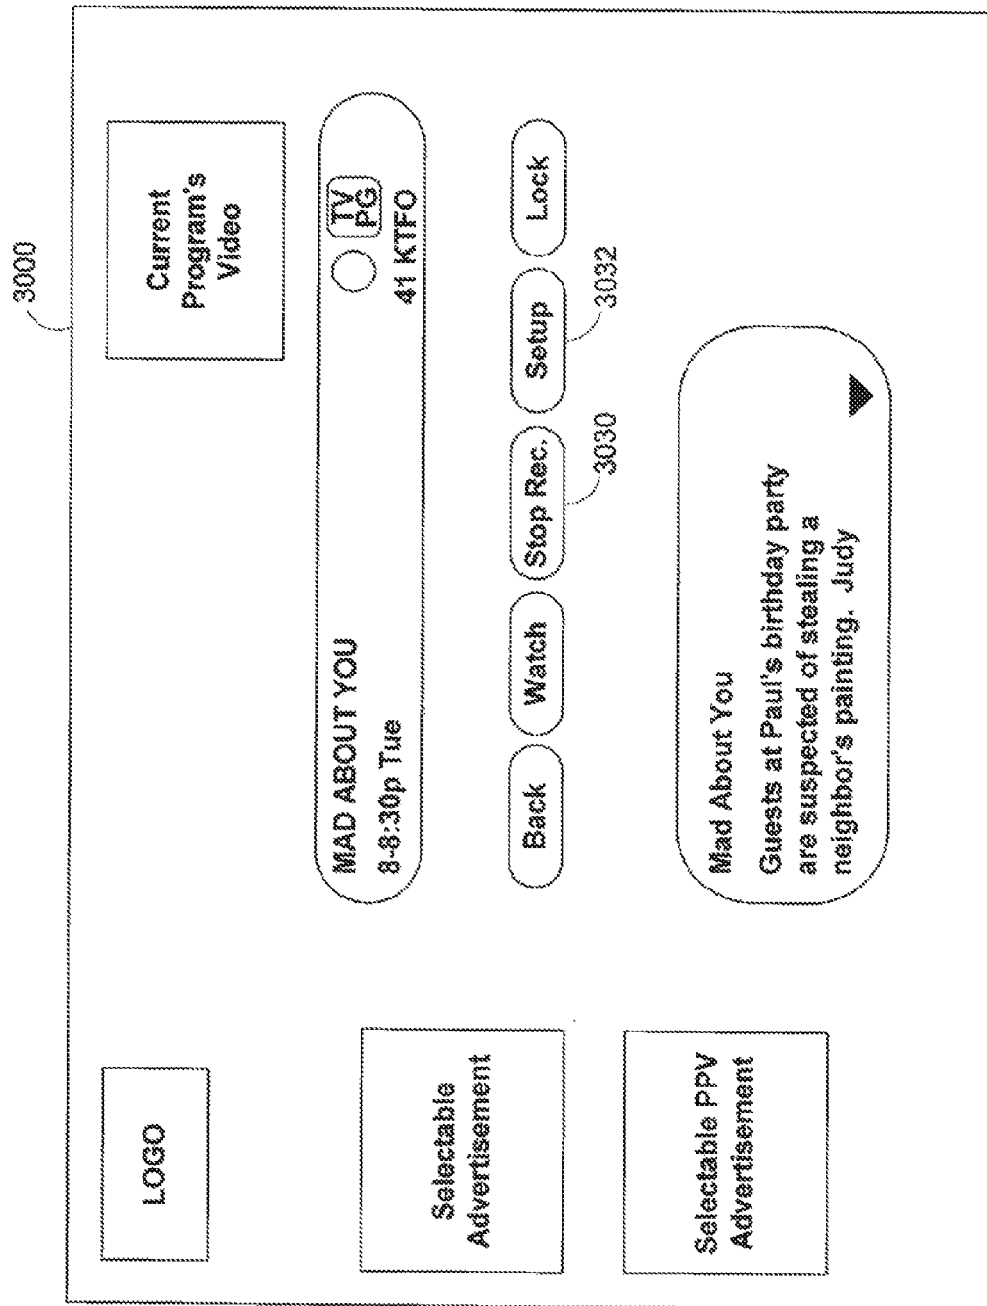 3000
LOGO
Current
Program's
Video
MAD ABOUT YOU
TV
PG
8-8:30p Tue
41 KTFO
Back
Watch
Stop Rec.
Setup
Lock
3030
3032
Selectable
Advertisement
Mad About You
Guests at Paul's birthday party
are suspected of stealing a
neighbor's painting. Judy
Selectable PPV
Advertisement